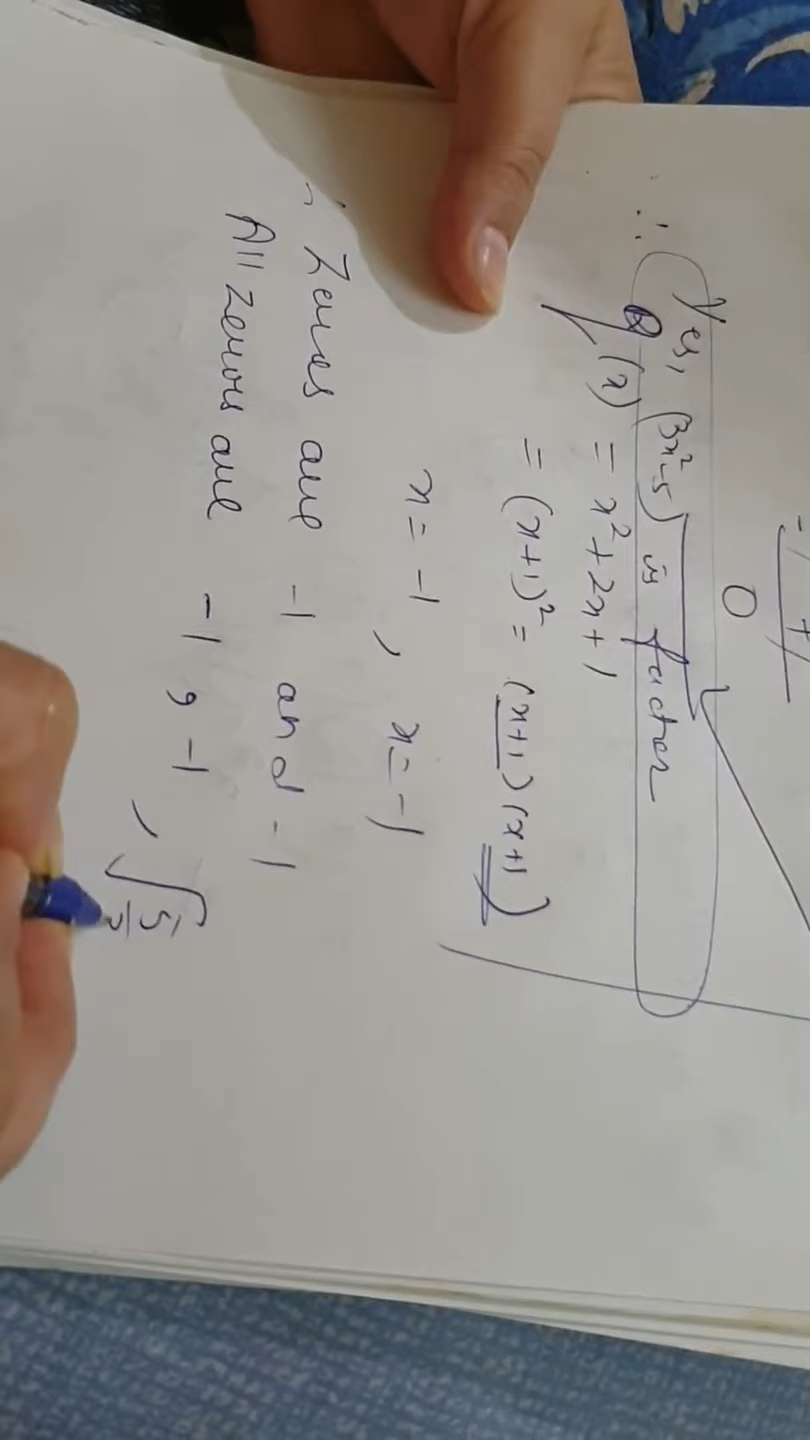 0
∴ Yes, (3x²-5) is factor
Q(x) = x²+2x+1
= (x+1)² = (x+1)(x+1)
x = -1 , x = -1
∴ Zeroes are -1 and -1
All zeroes are -1, -1, √5